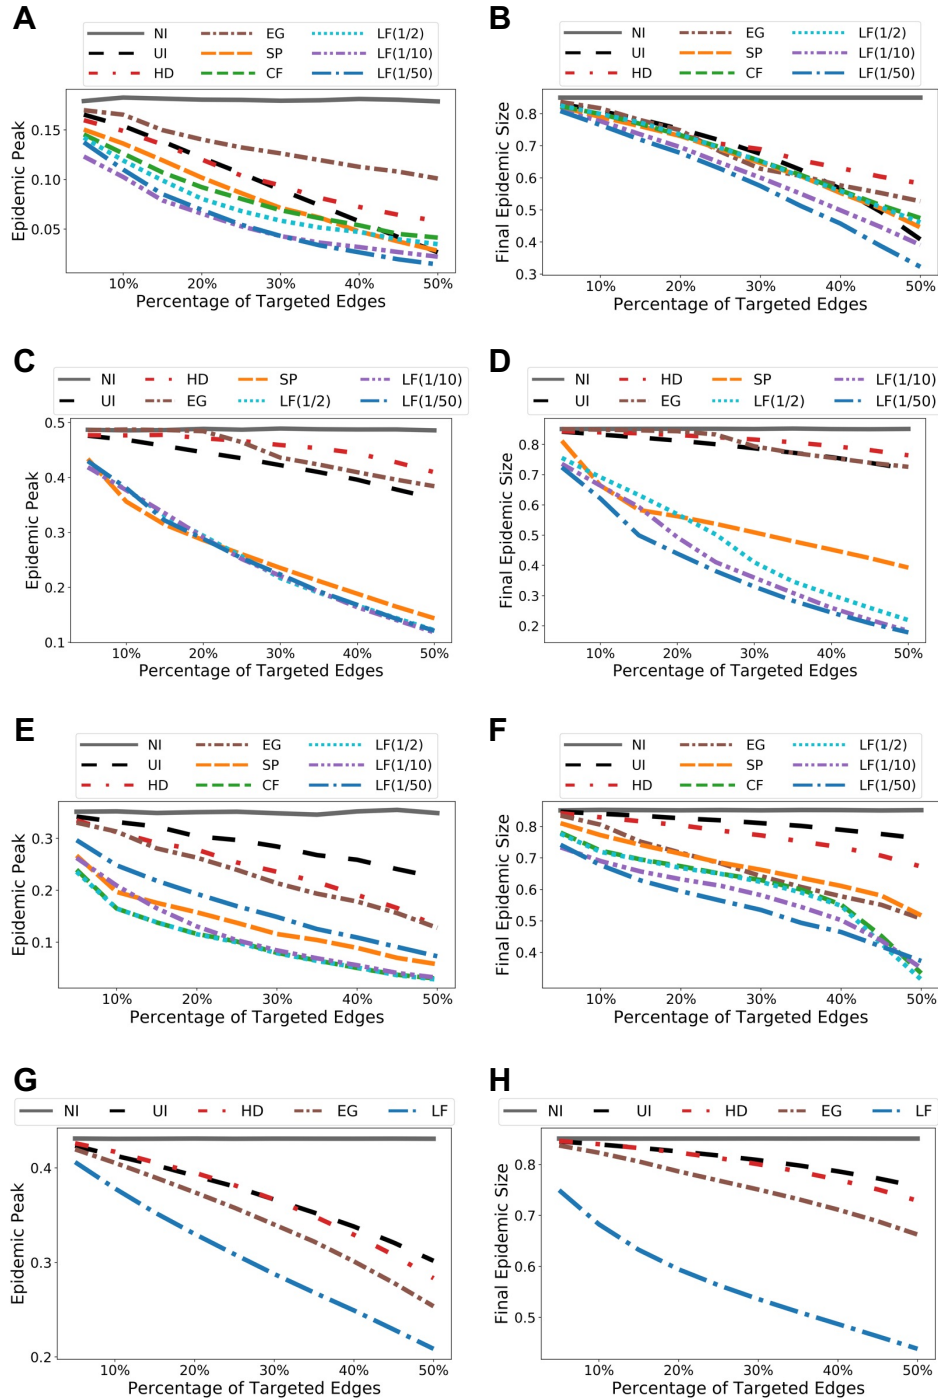 A
NI EG LF(1/2)
UI SP LF(1/10)
HD CF LF(1/50)
Epidemic Peak
0.15
0.10
0.05
10% 20% 30% 40% 50%
Percentage of Targeted Edges
B
NI EG LF(1/2)
UI SP LF(1/10)
HD CF LF(1/50)
Final Epidemic Size
0.8
0.7
0.6
0.5
0.4
0.3
10% 20% 30% 40% 50%
Percentage of Targeted Edges
C
NI HD SP LF(1/10)
UI EG LF(1/2) LF(1/50)
Epidemic Peak
0.5
0.4
0.3
0.2
0.1
10% 20% 30% 40% 50%
Percentage of Targeted Edges
D
NI HD SP LF(1/10)
UI EG LF(1/2) LF(1/50)
Final Epidemic Size
0.8
0.7
0.6
0.5
0.4
0.3
0.2
10% 20% 30% 40% 50%
Percentage of Targeted Edges
E
NI EG LF(1/2)
UI SP LF(1/10)
HD CF LF(1/50)
Epidemic Peak
0.3
0.2
0.1
10% 20% 30% 40% 50%
Percentage of Targeted Edges
F
NI EG LF(1/2)
UI SP LF(1/10)
HD CF LF(1/50)
Final Epidemic Size
0.8
0.7
0.6
0.5
0.4
10% 20% 30% 40% 50%
Percentage of Targeted Edges
G
NI UI HD EG LF
Epidemic Peak
0.4
0.3
0.2
10% 20% 30% 40% 50%
Percentage of Targeted Edges
H
NI UI HD EG LF
Final Epidemic Size
0.8
0.7
0.6
0.5
10% 20% 30% 40% 50%
Percentage of Targeted Edges